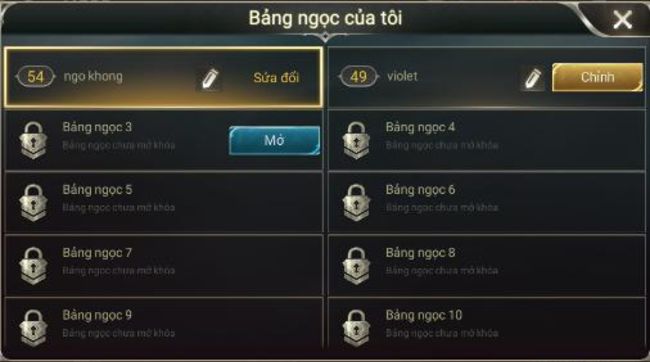 Bảng ngọc của tôi
54 ngo khong Sửa đổi
49 violet Chỉnh
Bảng ngọc 3
Bảng ngọc chưa mở khóa
Mở
Bảng ngọc 4
Bảng ngọc chưa mở khóa
Bảng ngọc 5
Bảng ngọc chưa mở khóa
Bảng ngọc 6
Bảng ngọc chưa mở khóa
Bảng ngọc 7
Bảng ngọc chưa mở khóa
Bảng ngọc 8
Bảng ngọc chưa mở khóa
Bảng ngọc 9
Bảng ngọc chưa mở khóa
Bảng ngọc 10
Bảng ngọc chưa mở khóa